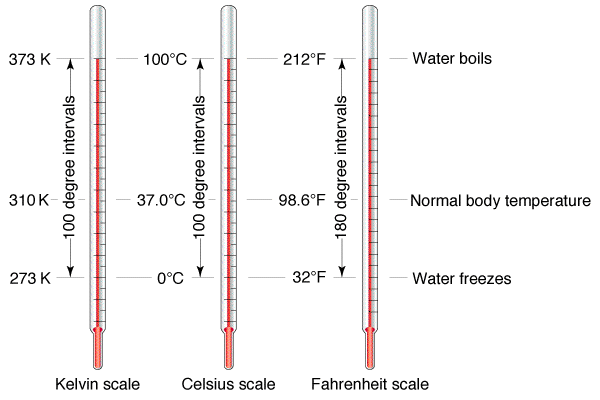 373 K 100°C 212°F Water boils
100 degree intervals
100 degree intervals
180 degree intervals
310 K 37.0°C 98.6°F Normal body temperature
273 K 0°C 32°F Water freezes
Kelvin scale Celsius scale Fahrenheit scale